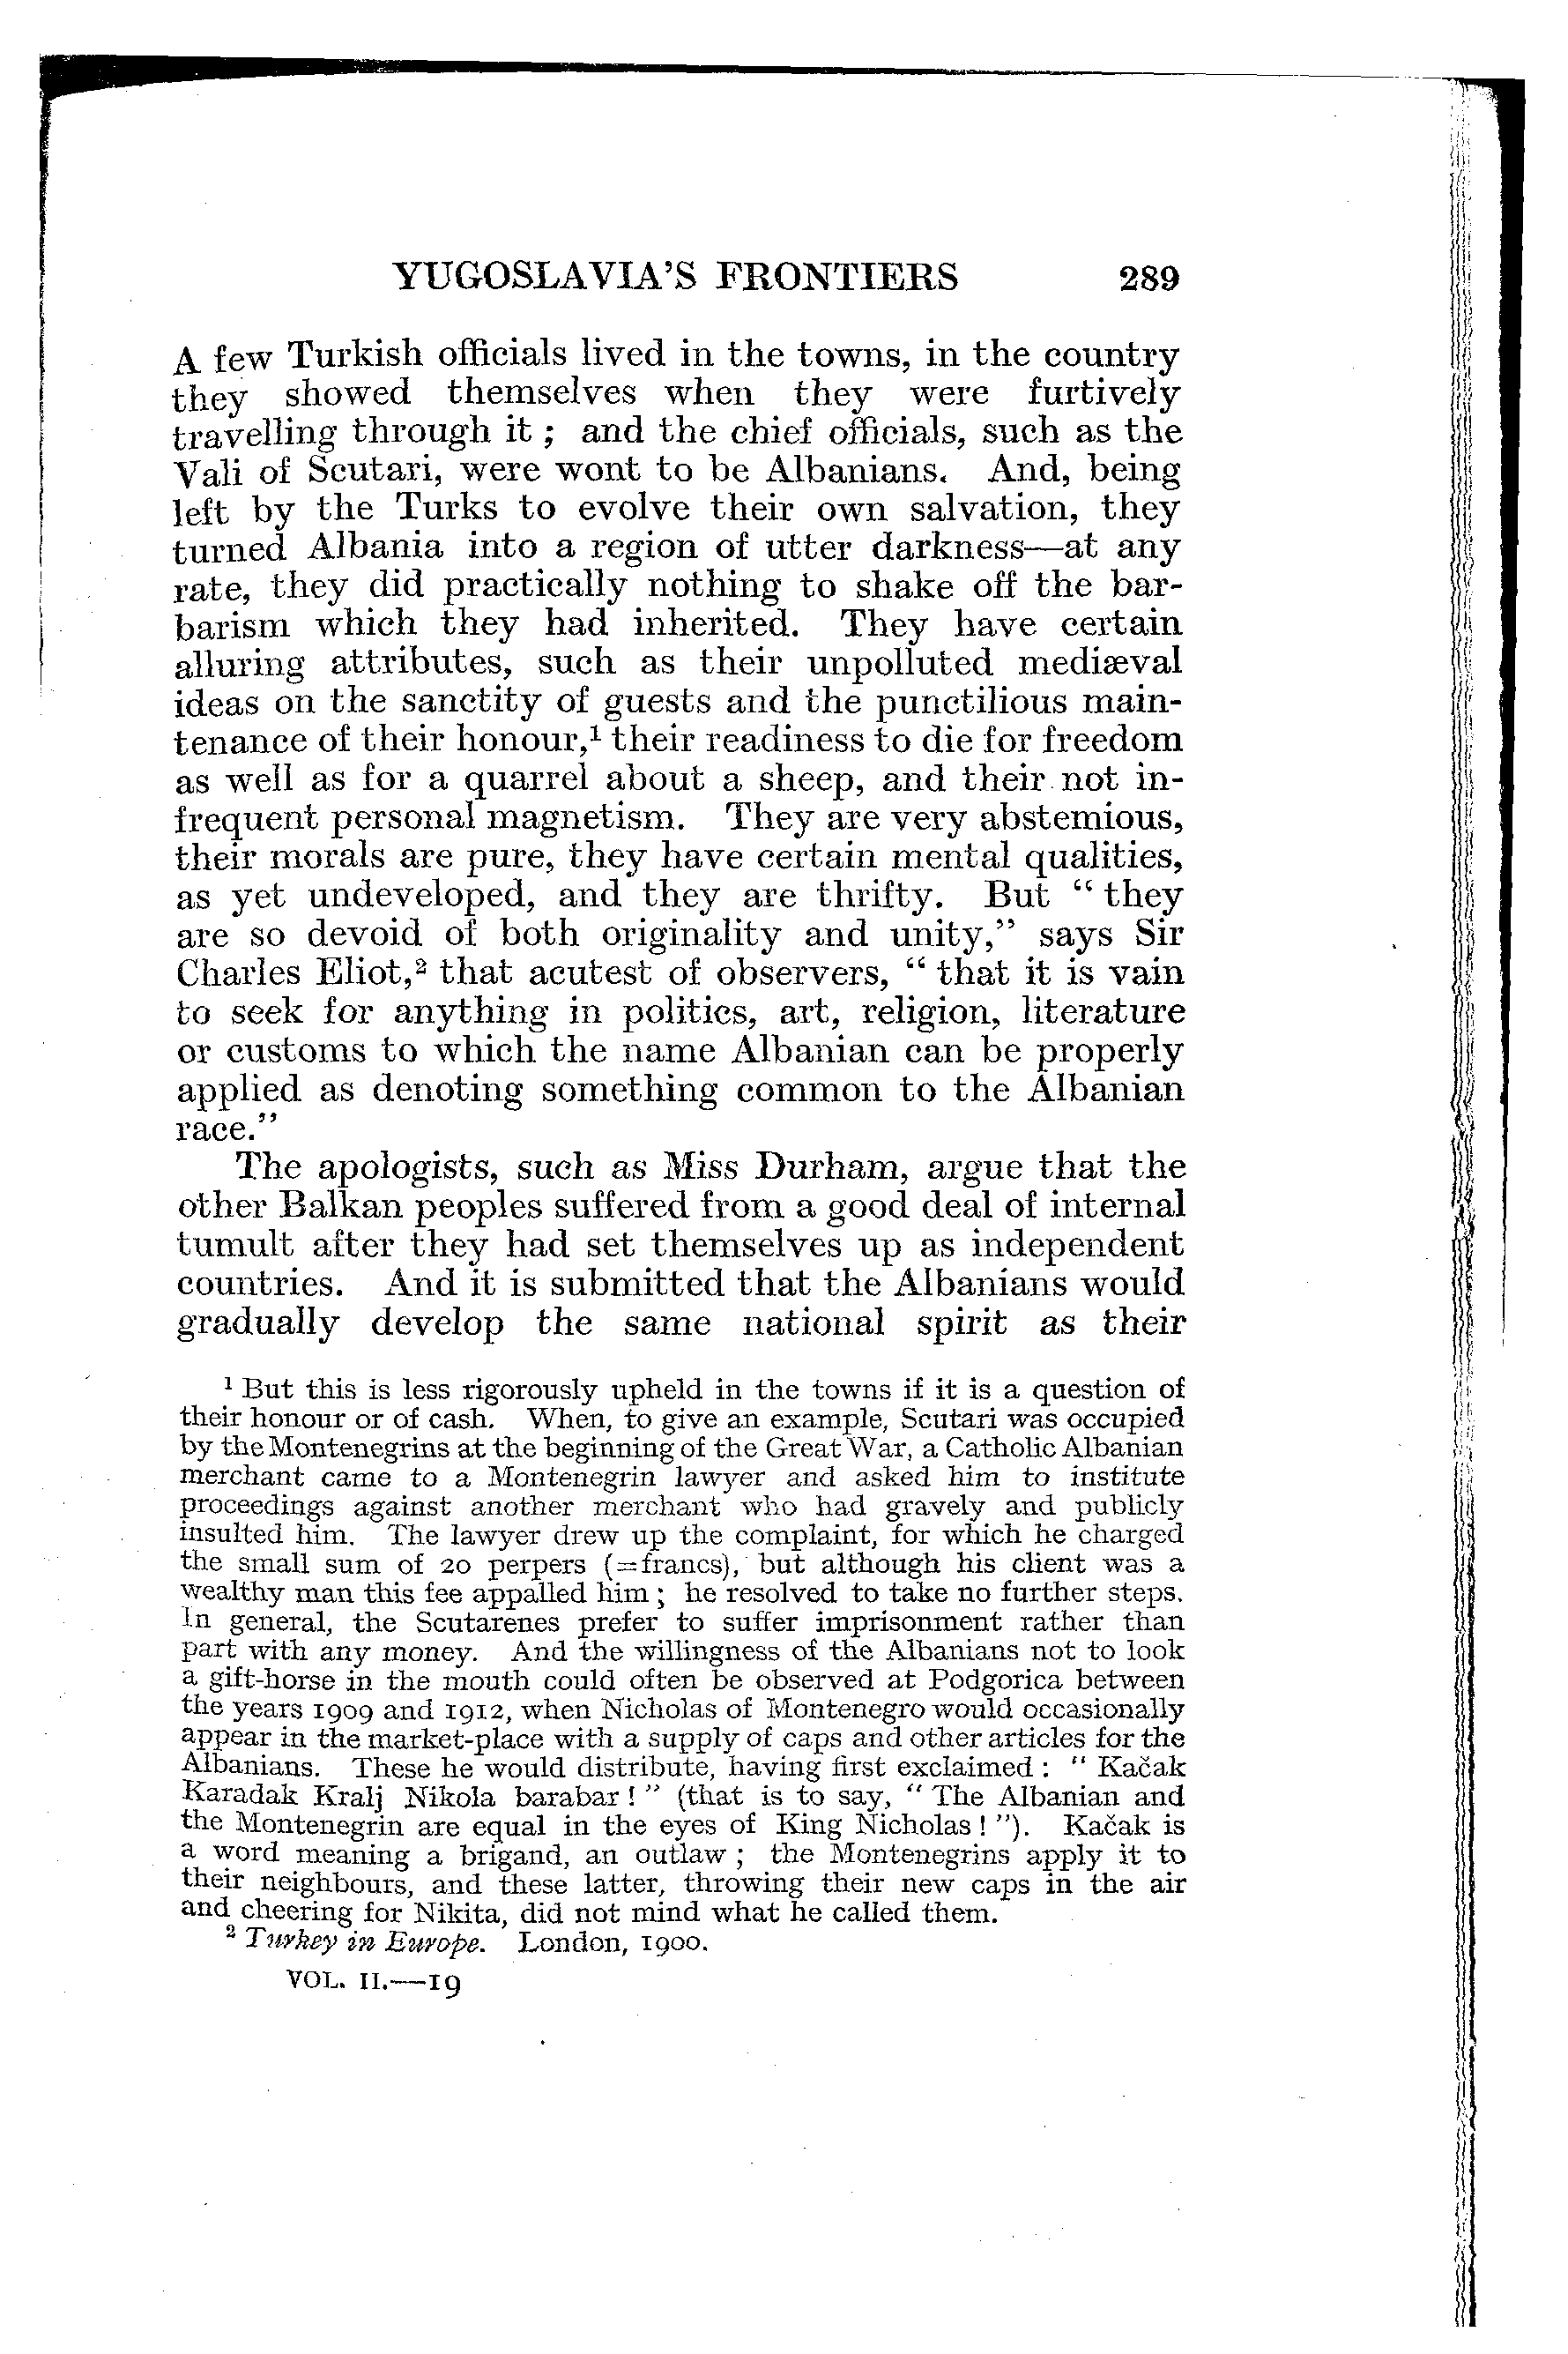 YUGOSLAVIA'S FRONTIERS 289
A few Turkish officials lived in the towns, in the country
they showed themselves when they were furtively
travelling through it ; and the chief officials, such as the
Vali of Scutari, were wont to be Albanians. And, being
left by the Turks to evolve their own salvation, they
turned Albania into a region of utter darkness—at any
rate, they did practically nothing to shake off the bar-
barism which they had inherited. They have certain
alluring attributes, such as their unpolluted mediæval
ideas on the sanctity of guests and the punctilious main-
tenance of their honour,¹ their readiness to die for freedom
as well as for a quarrel about a sheep, and their not in-
frequent personal magnetism. They are very abstemious,
their morals are pure, they have certain mental qualities,
as yet undeveloped, and they are thrifty. But " they
are so devoid of both originality and unity," says Sir
Charles Eliot,² that acutest of observers, " that it is vain
to seek for anything in politics, art, religion, literature
or customs to which the name Albanian can be properly
applied as denoting something common to the Albanian
race."
The apologists, such as Miss Durham, argue that the
other Balkan peoples suffered from a good deal of internal
tumult after they had set themselves up as independent
countries. And it is submitted that the Albanians would
gradually develop the same national spirit as their
¹ But this is less rigorously upheld in the towns if it is a question of
their honour or of cash. When, to give an example, Scutari was occupied
by the Montenegrins at the beginning of the Great War, a Catholic Albanian
merchant came to a Montenegrin lawyer and asked him to institute
proceedings against another merchant who had gravely and publicly
insulted him. The lawyer drew up the complaint, for which he charged
the small sum of 20 perpers (=francs), but although his client was a
wealthy man this fee appalled him ; he resolved to take no further steps.
In general, the Scutarenes prefer to suffer imprisonment rather than
part with any money. And the willingness of the Albanians not to look
a gift-horse in the mouth could often be observed at Podgorica between
the years 1909 and 1912, when Nicholas of Montenegro would occasionally
appear in the market-place with a supply of caps and other articles for the
Albanians. These he would distribute, having first exclaimed : " Kačak
Karadak Kralj Nikola barabar ! " (that is to say, " The Albanian and
the Montenegrin are equal in the eyes of King Nicholas ! "). Kačak is
a word meaning a brigand, an outlaw ; the Montenegrins apply it to
their neighbours, and these latter, throwing their new caps in the air
and cheering for Nikita, did not mind what he called them.
² Turkey in Europe. London, 1900.
VOL. II.—19